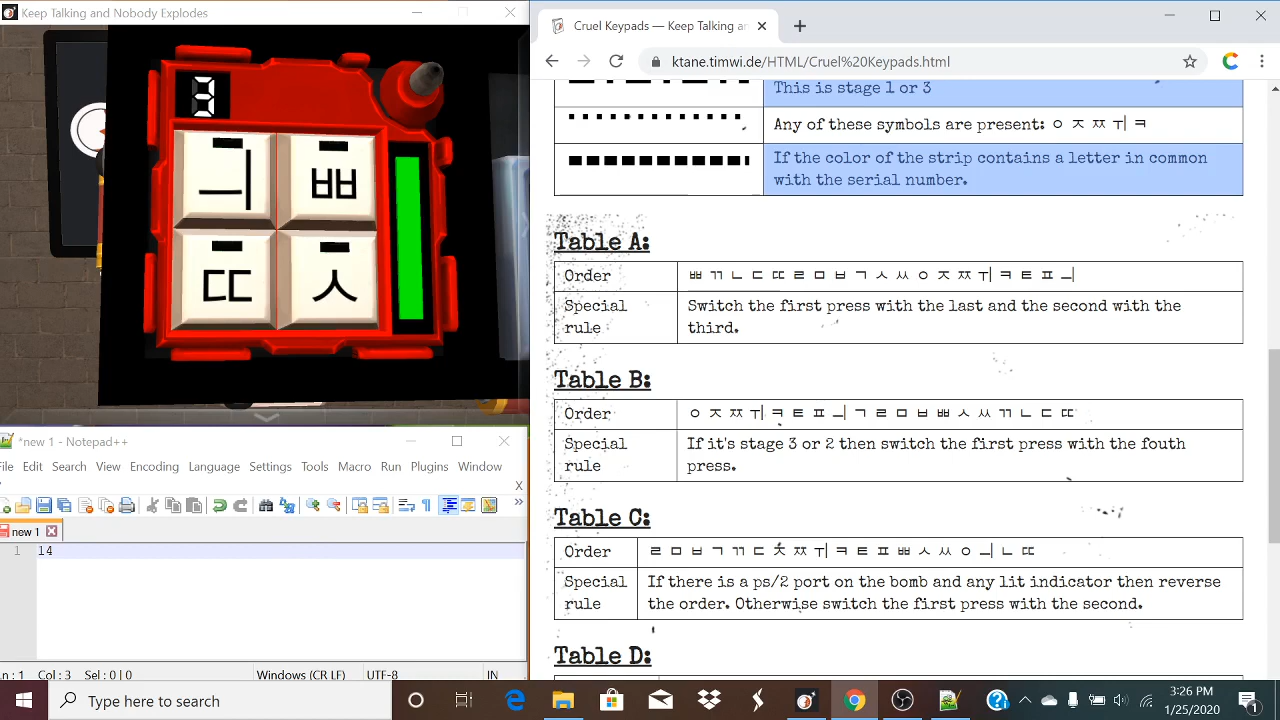 Keep Talking and Nobody Explodes
3
ㅢ ㅃ
ㄸ ㅅ
*new 1 - Notepad++
File Edit Search View Encoding Language Settings Tools Macro Run Plugins Window
X
new 1
1 14
Ln : 1 Col : 3 Sel : 0 | 0 Windows (CR LF) UTF-8 IN
Cruel Keypads — Keep Talking and
ktane.timwi.de/HTML/Cruel%20Keypads.html
This is stage 1 or 3
Any of these symbols are present: ㅇ ㅈ ㅉ ㅜㅣ ㅋ
If the color of the strip contains a letter in common
with the serial number.
Table A:
Order ㅃ ㄲ ㄴ ㄷ ㄸ ㄹ ㅁ ㅂ ㄱ ㅅ ㅆ ㅇ ㅈ ㅉ ㅟ ㅋ ㅌ ㅍ ㅢ
Special rule Switch the first press with the last and the second with the
third.
Table B:
Order ㅇ ㅈ ㅉ ㅟ ㅋ ㅌ ㅍ ㅢ ㄱ ㄹ ㅁ ㅂ ㅃ ㅅ ㅆ ㄲ ㄴ ㄷ ㄸ
Special rule If it's stage 3 or 2 then switch the first press with the fouth
press.
Table C:
Order ㄹ ㅁ ㅂ ㄱ ㄲ ㄷ ㅈ ㅉ ㅟ ㅋ ㅌ ㅍ ㅃ ㅅ ㅆ ㅇ ㅢ ㄴ ㄸ
Special rule If there is a ps/2 port on the bomb and any lit indicator then reverse
the order. Otherwise switch the first press with the second.
Table D:
Type here to search
3:26 PM
1/25/2020